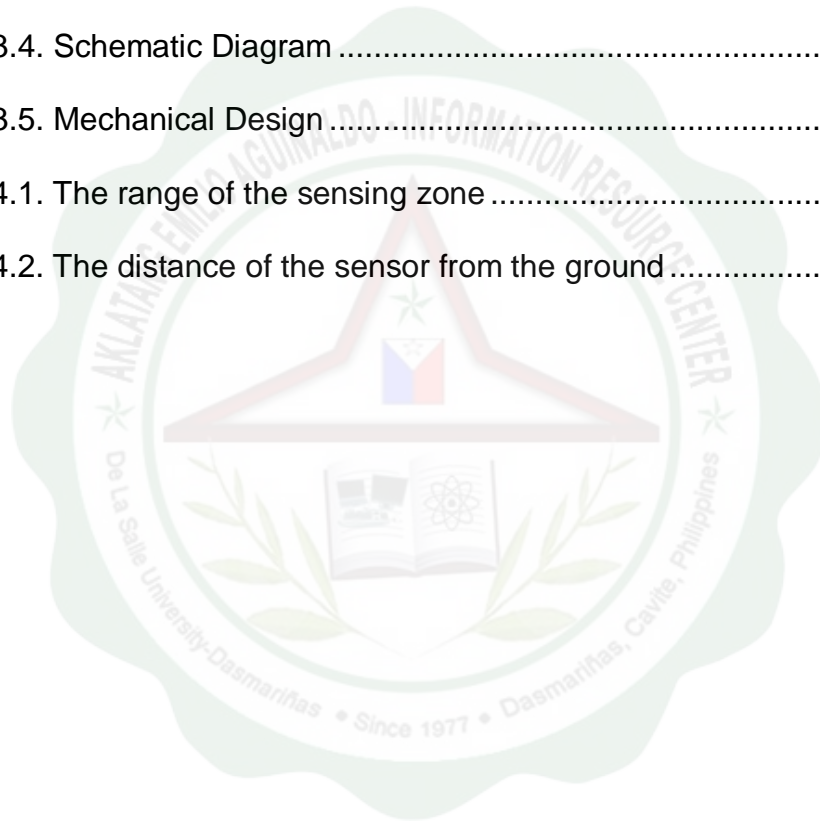 3.4. Schematic Diagram ........................................................
3.5. Mechanical Design .........................................................
4.1. The range of the sensing zone .....................................
4.2. The distance of the sensor from the ground .................
AKLATANG EMILIO AGUINALDO - INFORMATION RESOURCE CENTER
De La Salle University-Dasmariñas • Since 1977 • Dasmariñas, Cavite, Philippines